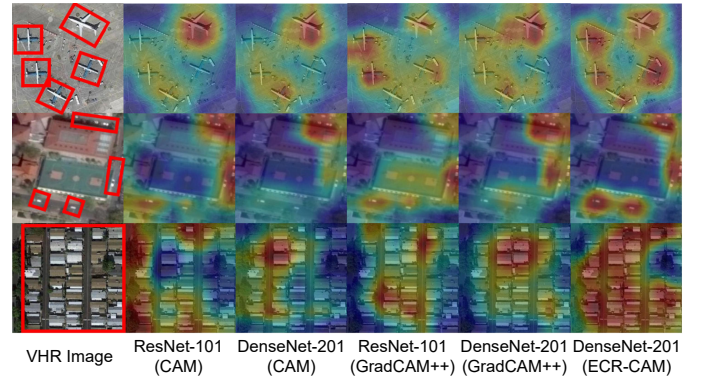 VHR Image
ResNet-101
(CAM)
DenseNet-201
(CAM)
ResNet-101
(GradCAM++)
DenseNet-201
(GradCAM++)
DenseNet-201
(ECR-CAM)